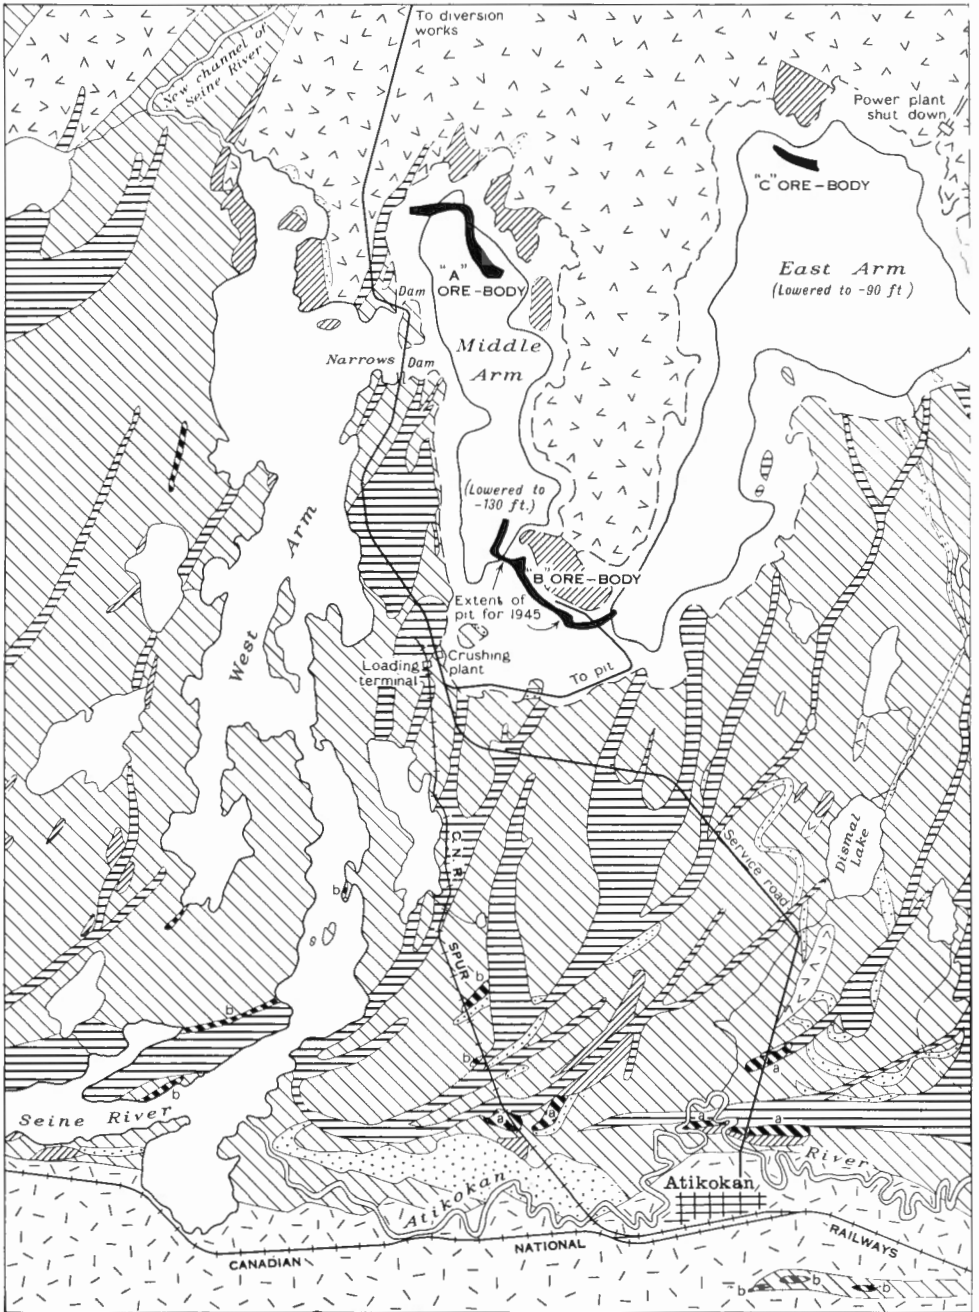 To diversion
works
New channel of
Seine River
Power plant
shut down
"C" ORE-BODY
East Arm
(Lowered to -90 ft)
"A"
ORE-BODY
Dam
Narrows
Dam
Middle
Arm
(Lowered to
-130 ft.)
West Arm
"B" ORE-BODY
Extent of
pit for 1945
Crushing
plant
Loading
terminal
To pit
C.N.R.
SPUR
Service road
Dismal
Lake
b
b
b
b
b
a
a
a
a
a
Seine River
Atikokan River
Atikokan
CANADIAN NATIONAL RAILWAYS
b
b
b